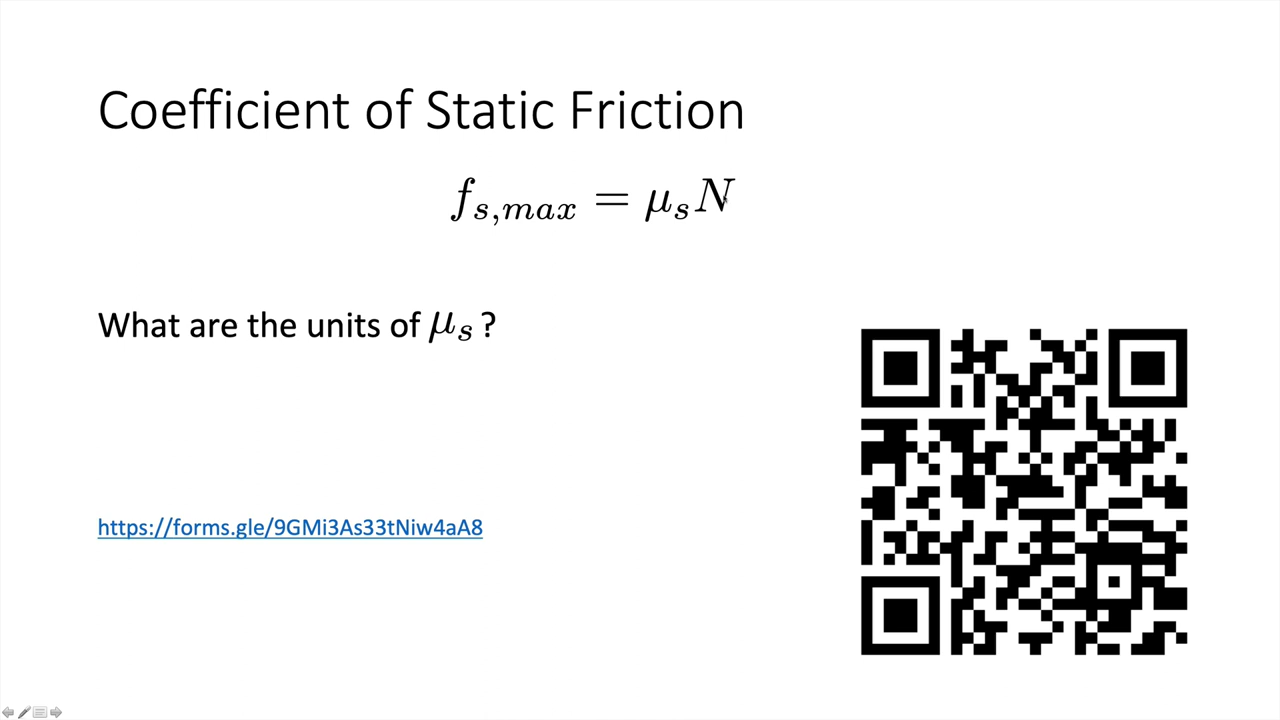 Coefficient of Static Friction
f_{s,max} = μ_s N
What are the units of μ_s ?
https://forms.gle/9GMi3As33tNiw4aA8